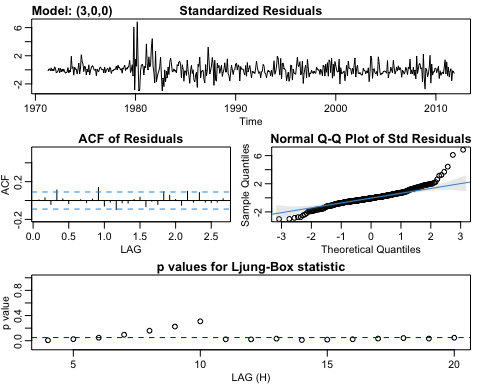 Model: (3,0,0) Standardized Residuals
6
2
-2
1970 1980 1990 2000 2010
Time
ACF of Residuals
ACF
0.2
-0.2
0.0 0.5 1.0 1.5 2.0 2.5
LAG
Normal Q-Q Plot of Std Residuals
Sample Quantiles
6
2
-2
-3 -2 -1 0 1 2 3
Theoretical Quantiles
p values for Ljung-Box statistic
p value
0.8
0.4
0.0
5 10 15 20
LAG (H)